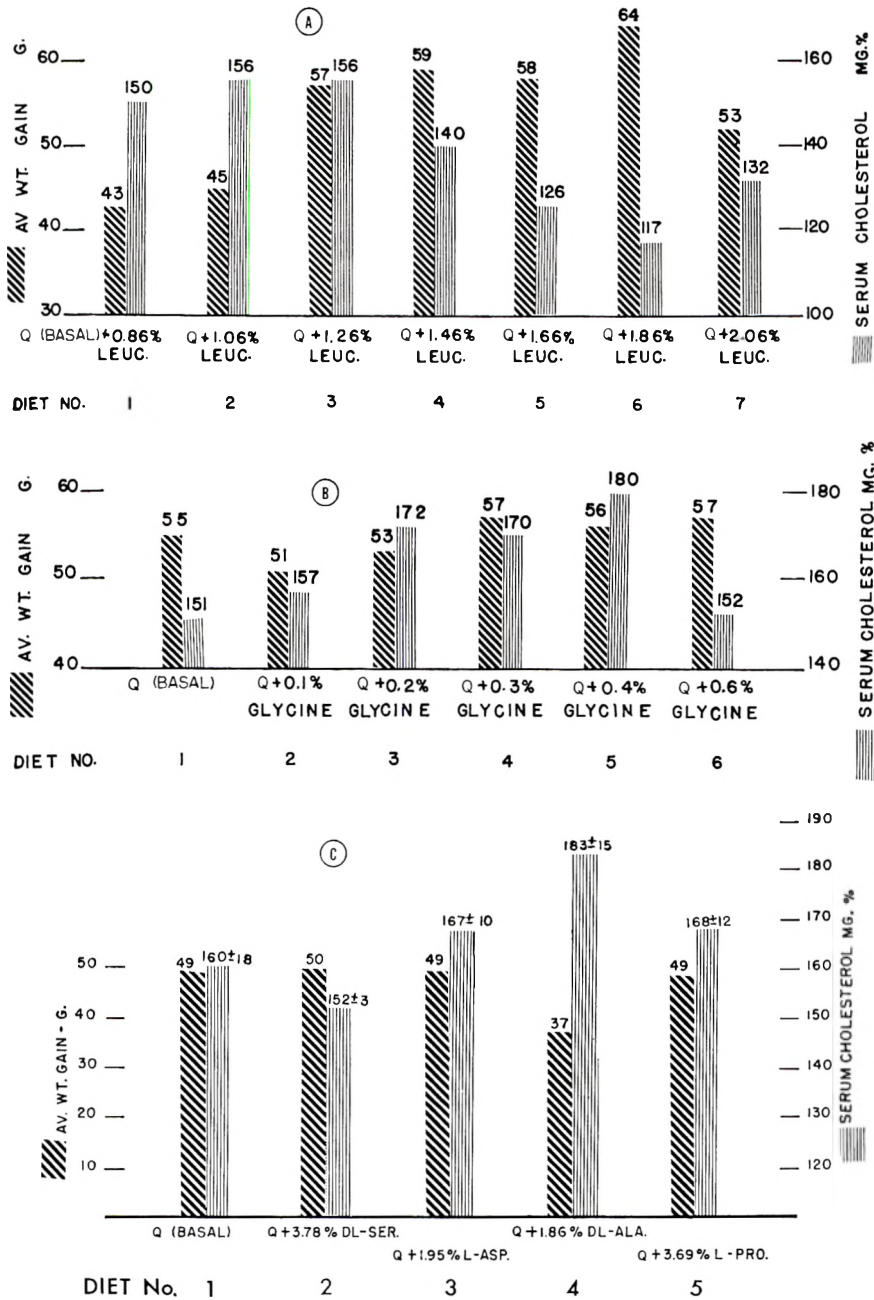 A
AV WT. GAIN G.
SERUM CHOLESTEROL MG.%
60
50
40
30
160
140
120
100
43 150
45 156
57 156
59 140
58 126
64 117
53 132
Q (BASAL)+0.86% LEUC.
Q+1.06% LEUC.
Q+1.26% LEUC.
Q+1.46% LEUC.
Q+1.66% LEUC.
Q+1.86% LEUC.
Q+2.06% LEUC.
DIET NO. 1 2 3 4 5 6 7
B
AV. WT. GAIN G.
SERUM CHOLESTEROL MG. %
60
50
40
180
160
140
55 151
51 157
53 172
57 170
56 180
57 152
Q (BASAL)
Q+0.1% GLYCINE
Q+0.2% GLYCINE
Q+0.3% GLYCINE
Q+0.4% GLYCINE
Q+0.6% GLYCINE
DIET NO. 1 2 3 4 5 6
C
AV. WT. GAIN - G.
SERUM CHOLESTEROL MG. %
50
40
30
20
10
190
180
170
160
150
140
130
120
49 160±18
50 152±3
49 167±10
37 183±15
49 168±12
Q (BASAL)
Q+3.78% DL-SER.
Q+1.95% L-ASP.
Q+1.86% DL-ALA.
Q+3.69% L-PRO.
DIET No. 1 2 3 4 5